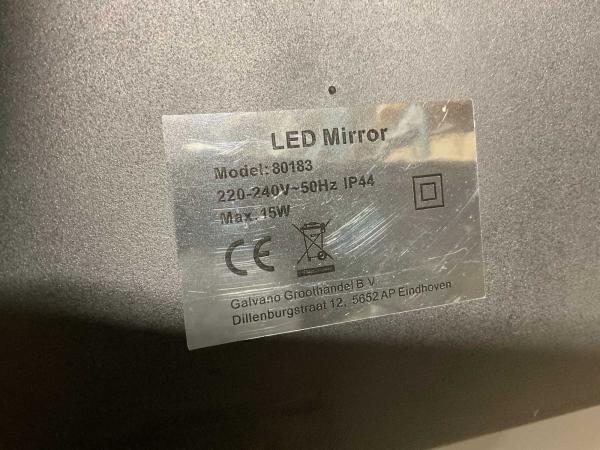 LED Mirror
Model: 80183
220-240V~50Hz IP44
Max. 15W
CE
Galvano Groothandel B.V.
Dillenburgstraat 12, 5652 AP Eindhoven